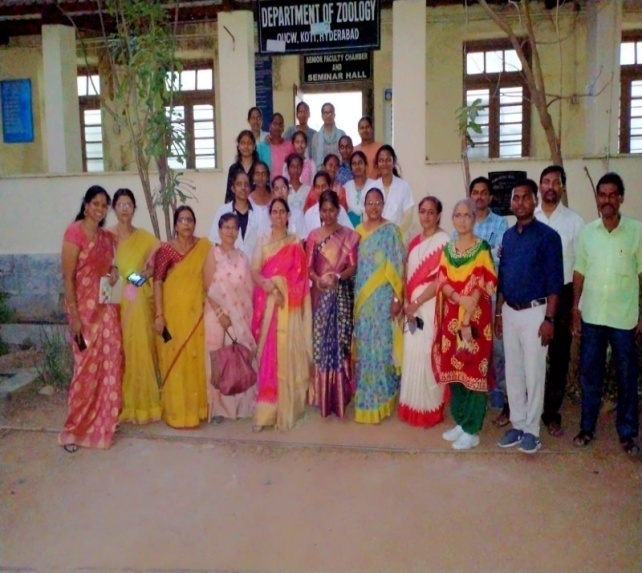 DEPARTMENT OF ZOOLOGY
OUCW, KOTI, HYDERABAD
SENIOR FACULTY CHAMBER
AND
SEMINAR HALL